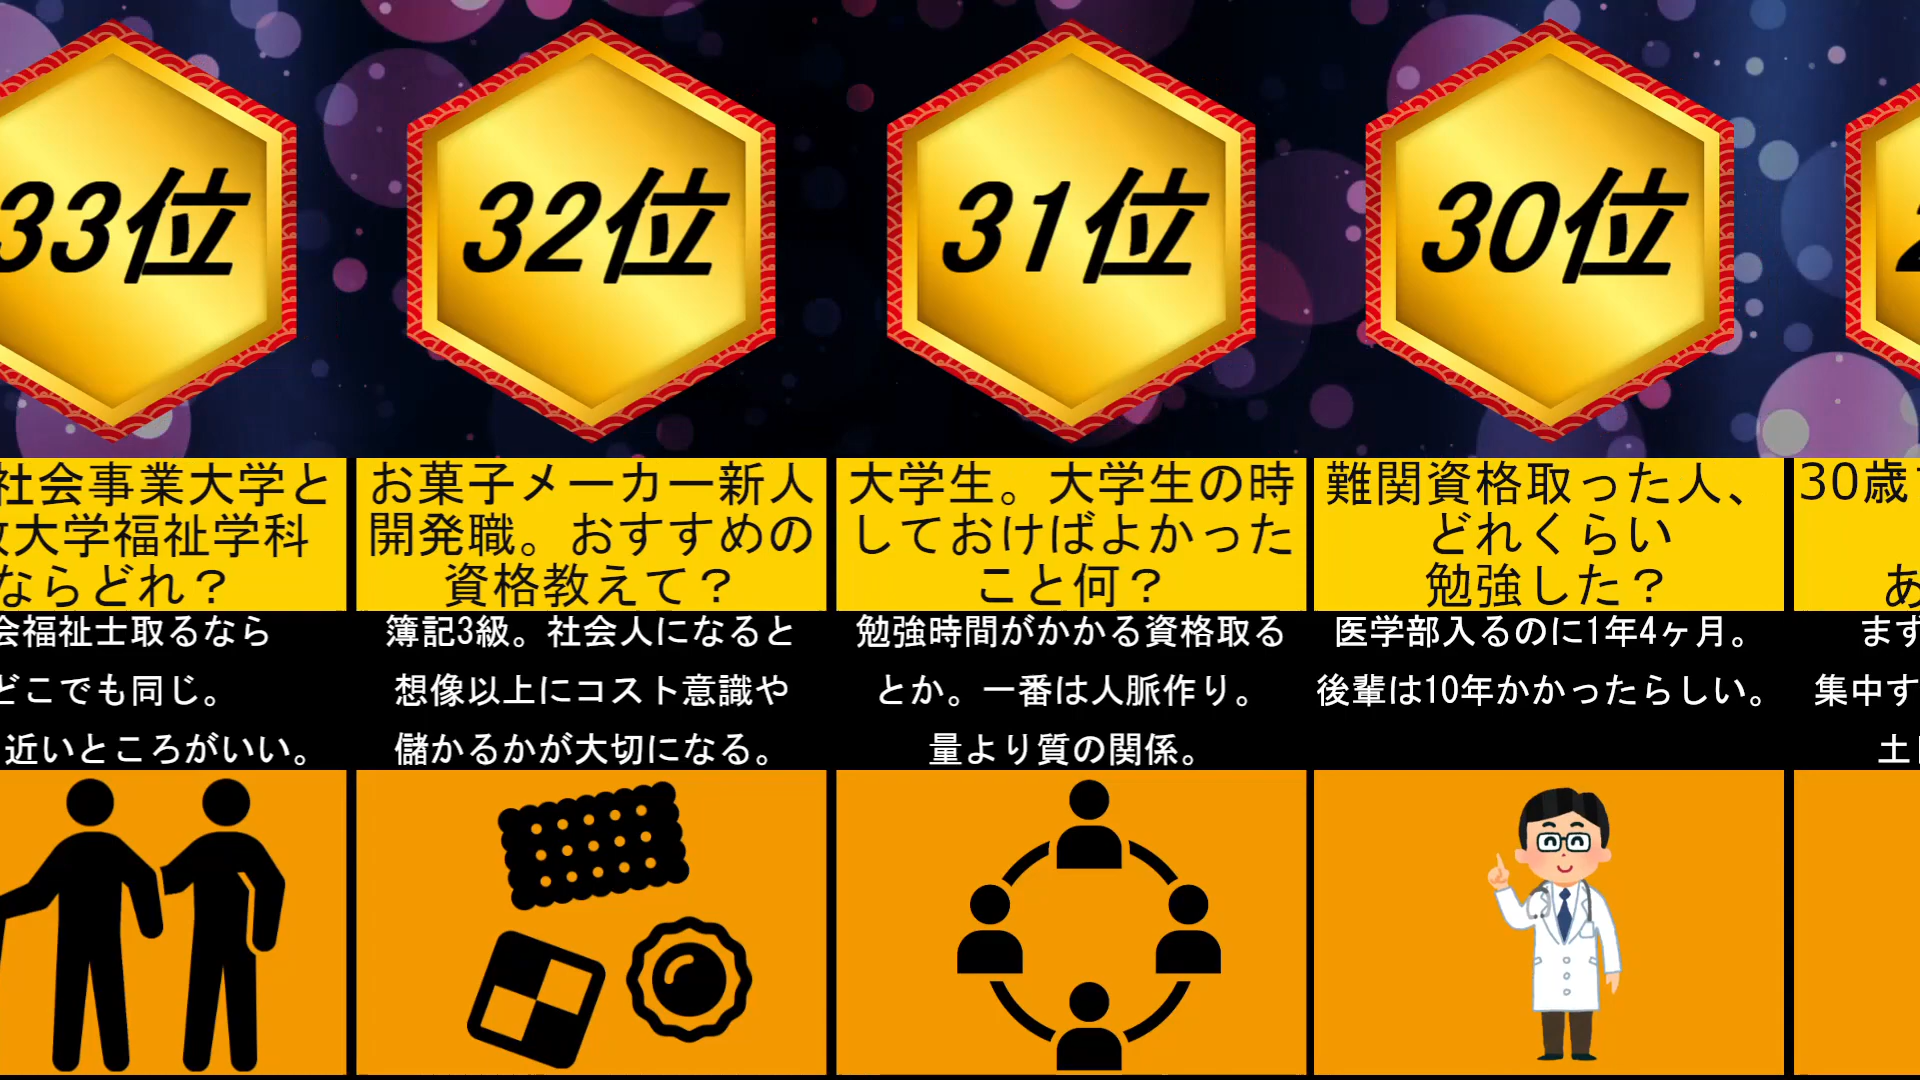 33位
32位
31位
30位
社会事業大学と
大学福祉学科
ならどれ？
会福祉士取るなら
どこでも同じ。
近いところがいい。
お菓子メーカー新人
開発職。おすすめの
資格教えて？
簿記3級。社会人になると
想像以上にコスト意識や
儲かるかが大切になる。
大学生。大学生の時
しておけばよかった
こと何？
勉強時間がかかる資格取る
とか。一番は人脈作り。
量より質の関係。
難関資格取った人、
どれくらい
勉強した？
医学部入るのに1年4ヶ月。
後輩は10年かかったらしい。
30歳
あ
まず
集中す
土